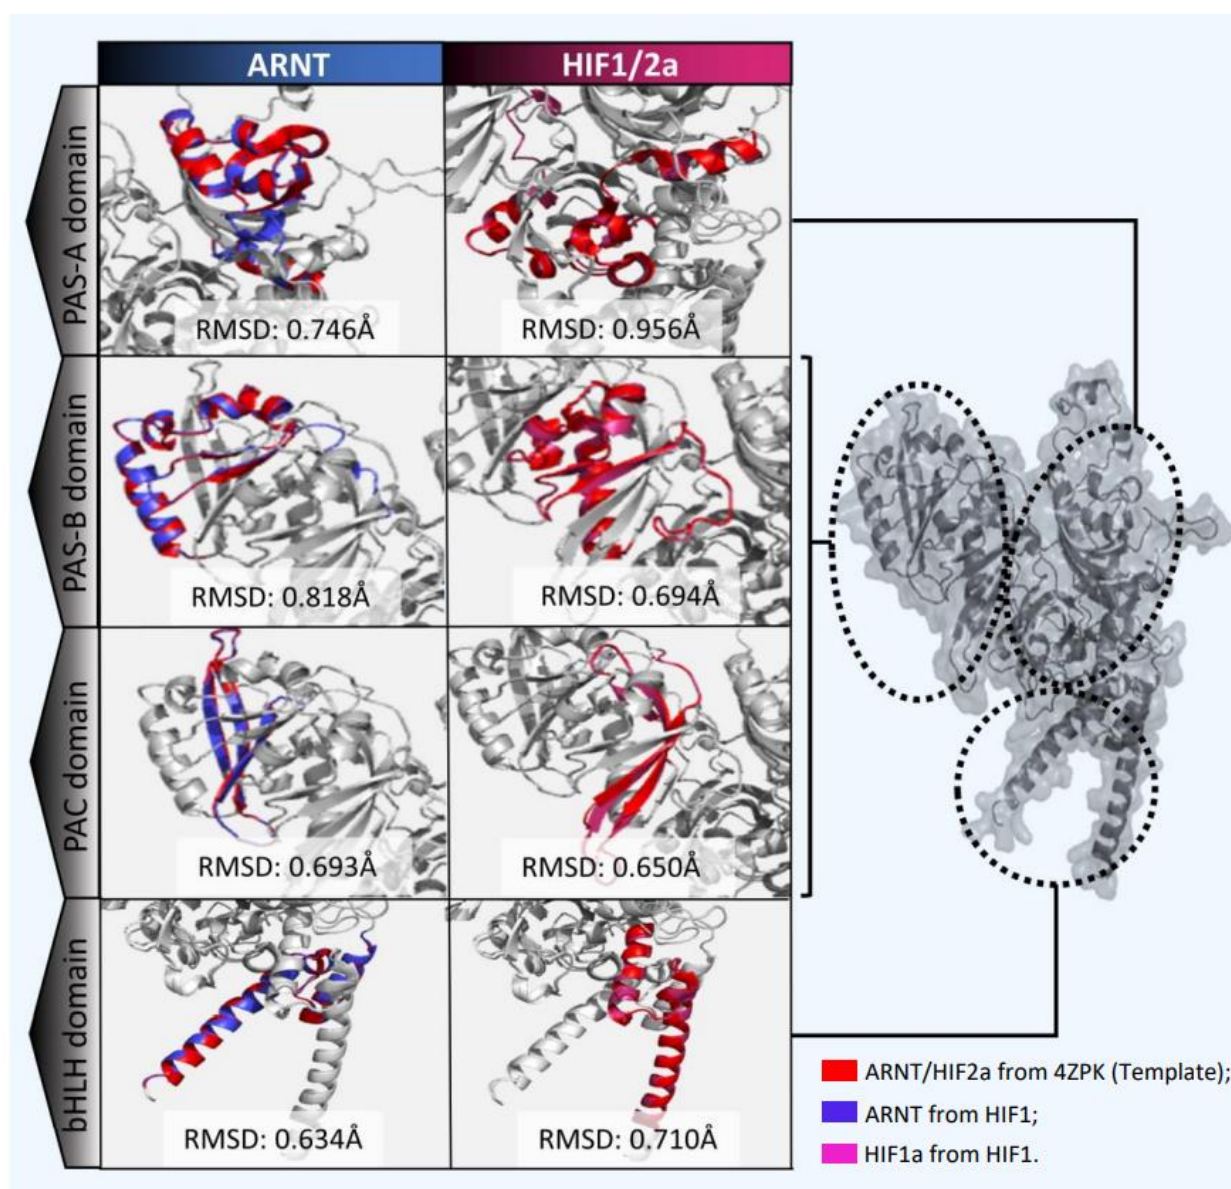 ARNT
HIF1/2a
PAS-A domain
RMSD: 0.746Å
RMSD: 0.956Å
PAS-B domain
RMSD: 0.818Å
RMSD: 0.694Å
PAC domain
RMSD: 0.693Å
RMSD: 0.650Å
bHLH domain
RMSD: 0.634Å
RMSD: 0.710Å
ARNT/HIF2a from 4ZPK (Template);
ARNT from HIF1;
HIF1a from HIF1.